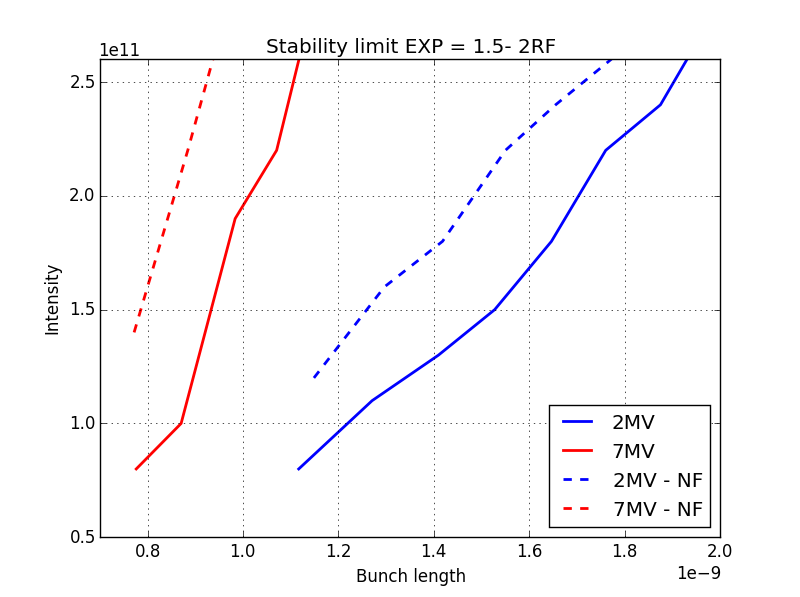 Stability limit EXP = 1.5- 2RF
1e11
2.5
2.0
1.5
1.0
0.5
Intensity
2MV
7MV
2MV - NF
7MV - NF
0.8 1.0 1.2 1.4 1.6 1.8 2.0
1e−9
Bunch length